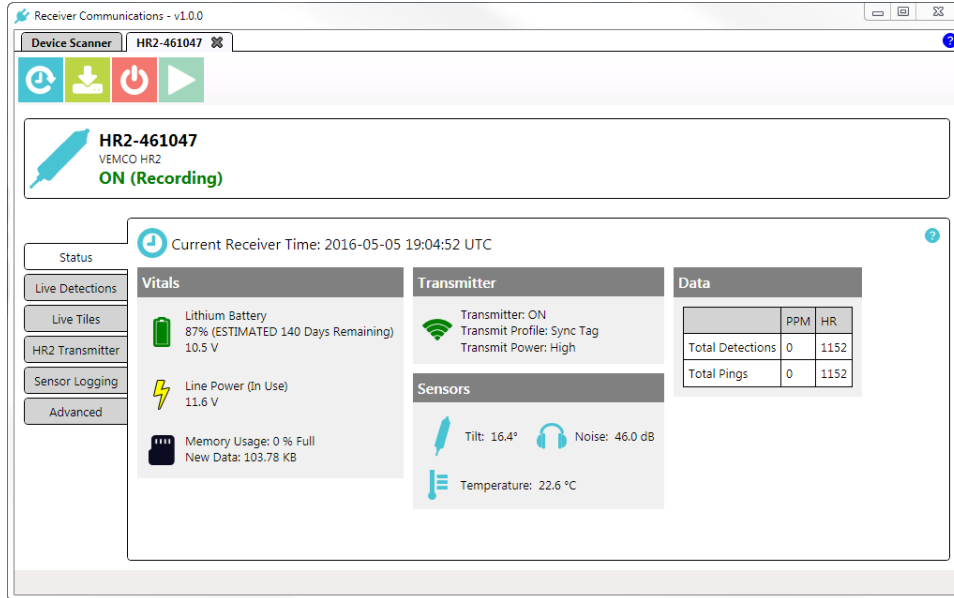 Receiver Communications - v1.0.0
Device Scanner
HR2-461047
?
HR2-461047
VEMCO HR2
ON (Recording)
Status
Live Detections
Live Tiles
HR2 Transmitter
Sensor Logging
Advanced
Current Receiver Time: 2016-05-05 19:04:52 UTC
?
Vitals
Lithium Battery
87% (ESTIMATED 140 Days Remaining)
10.5 V
Line Power (In Use)
11.6 V
Memory Usage: 0 % Full
New Data: 103.78 KB
Transmitter
Transmitter: ON
Transmit Profile: Sync Tag
Transmit Power: High
Sensors
Tilt: 16.4° Noise: 46.0 dB
Temperature: 22.6 °C
Data
PPM HR
Total Detections 0 1152
Total Pings 0 1152